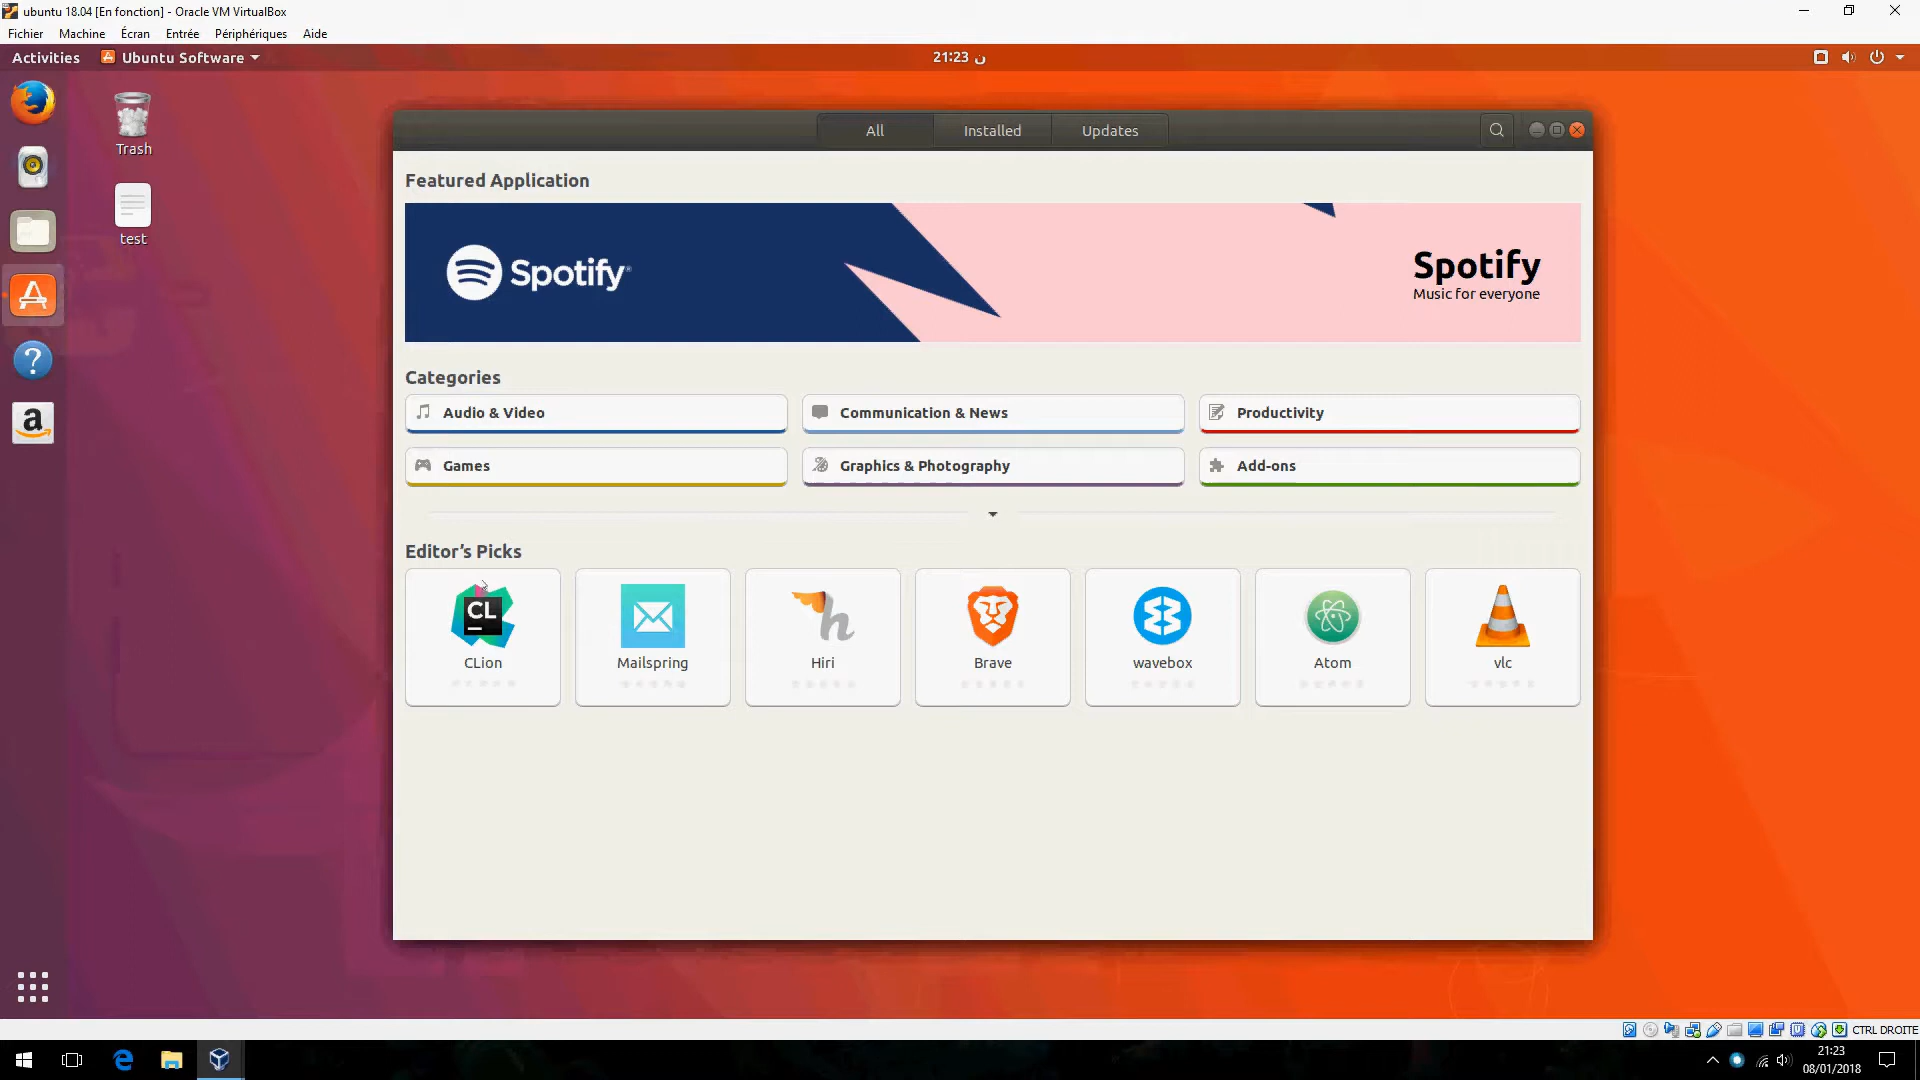 ubuntu 18.04 [En fonction] - Oracle VM VirtualBox
Fichier Machine Écran Entrée Périphériques Aide
Activities Ubuntu Software 21:23 ن
Trash
test
All Installed Updates
Featured Application
Spotify
Spotify
Music for everyone
Categories
Audio & Video Communication & News Productivity
Games Graphics & Photography Add-ons
Editor’s Picks
CL
CLion Mailspring Hiri Brave wavebox Atom vlc
CTRL DROITE
21:23
08/01/2018